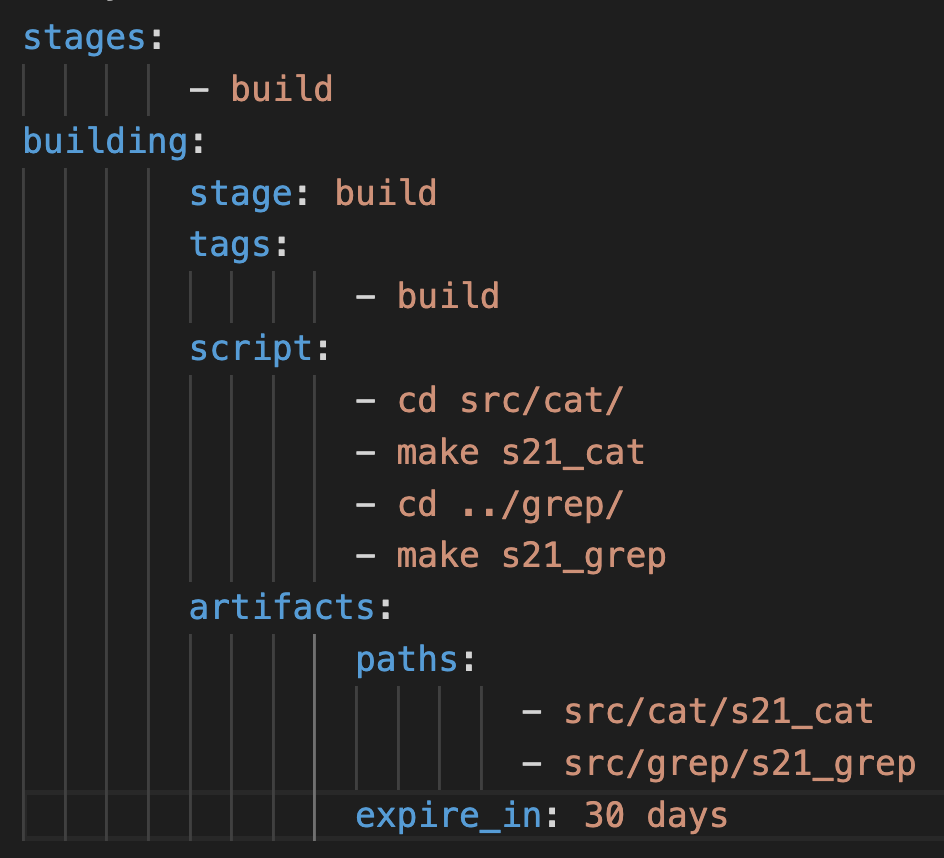 stages:
- build
building:
stage: build
tags:
- build
script:
- cd src/cat/
- make s21_cat
- cd ../grep/
- make s21_grep
artifacts:
paths:
- src/cat/s21_cat
- src/grep/s21_grep
expire_in: 30 days